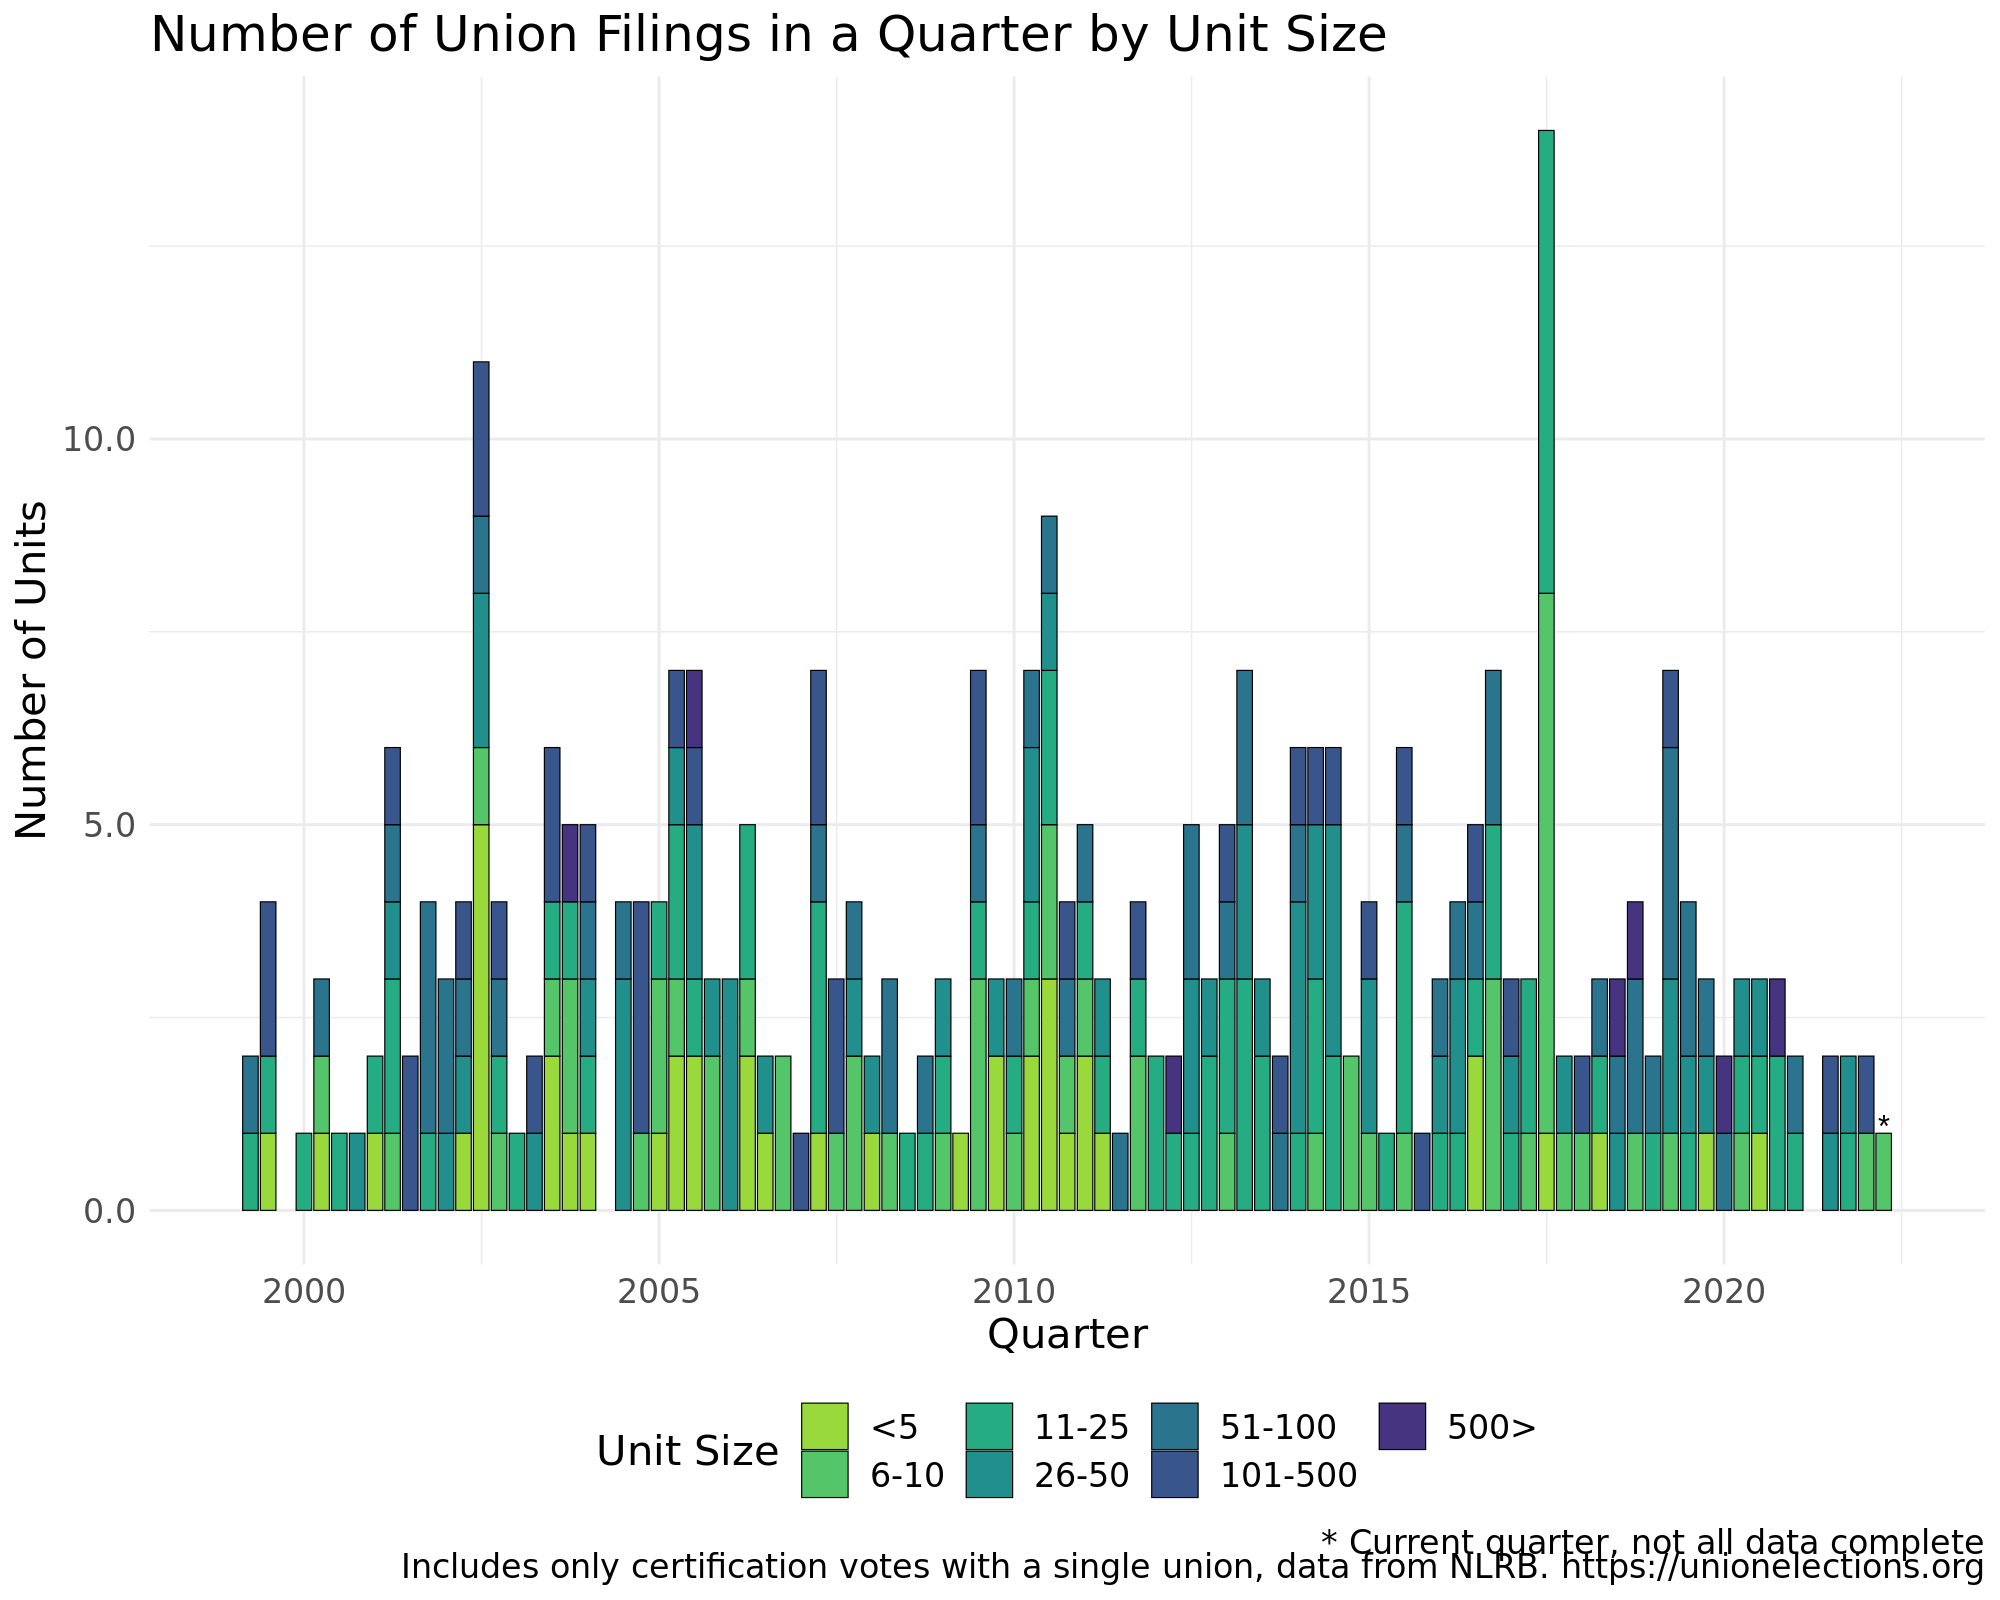 Number of Union Filings in a Quarter by Unit Size
Number of Units
10.0
5.0
0.0
*
2000 2005 2010 2015 2020
Quarter
Unit Size
<5 11-25 51-100 500>
6-10 26-50 101-500
* Current quarter, not all data complete
Includes only certification votes with a single union, data from NLRB. https://unionelections.org